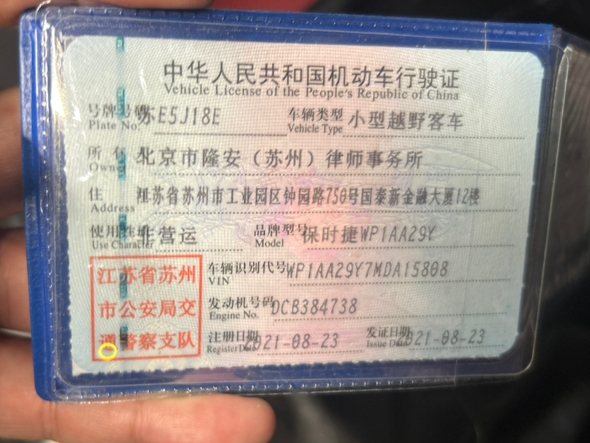 中华人民共和国机动车行驶证
Vehicle License of the People's Republic of China
号牌号码 苏E5J18E 车辆类型 小型越野客车
Plate No. Vehicle Type
所有人 北京市隆安（苏州）律师事务所
Owner
住址 江苏省苏州市工业园区钟园路750号国泰新金融大厦12楼
Address
使用性质 非营运 品牌型号 保时捷WP1AA29Y
Use Character Model
车辆识别代号 WP1AA29Y7MDA15808
VIN
发动机号码 DCB384738
Engine No.
注册日期 2021-08-23 发证日期 2021-08-23
Register Date Issue Date
江苏省苏州
市公安局交
通警察支队